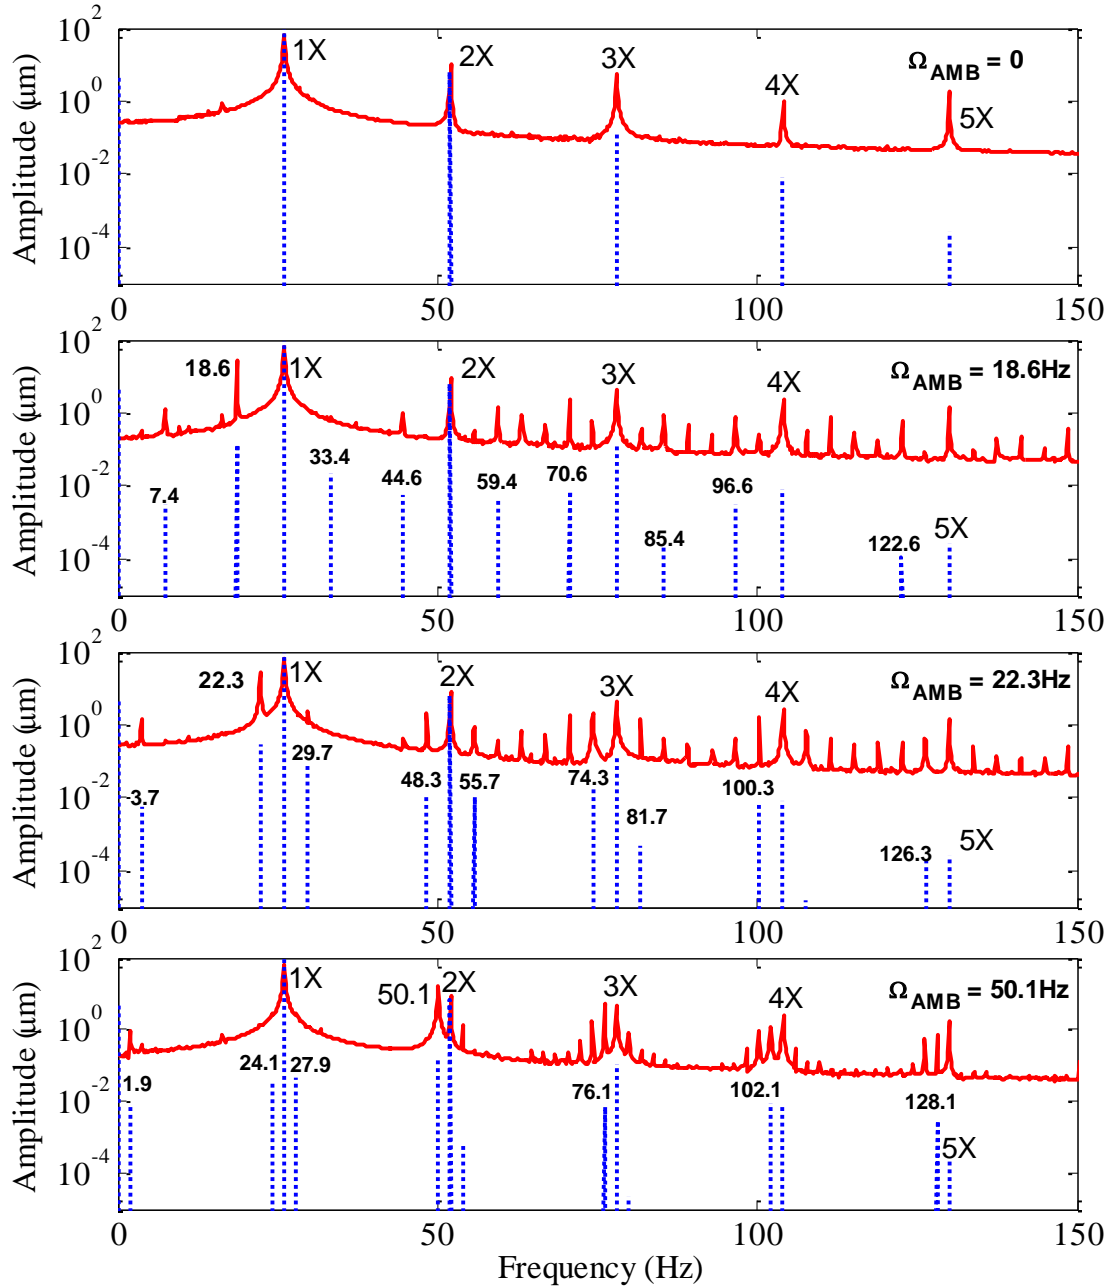 Amplitude (µm)
10^2
10^0
10^-2
10^-4
1X
2X
3X
4X
5X
Ω_AMB = 0
0
50
100
150
Amplitude (µm)
10^2
10^0
10^-2
10^-4
18.6
1X
2X
3X
4X
Ω_AMB = 18.6Hz
7.4
33.4
44.6
59.4
70.6
85.4
96.6
122.6
5X
0
50
100
150
Amplitude (µm)
10^2
10^0
10^-2
10^-4
22.3
1X
2X
3X
4X
Ω_AMB = 22.3Hz
3.7
29.7
48.3
55.7
74.3
81.7
100.3
126.3
5X
0
50
100
150
Amplitude (µm)
10^2
10^0
10^-2
10^-4
1X
50.1
2X
3X
4X
Ω_AMB = 50.1Hz
1.9
24.1
27.9
76.1
102.1
128.1
5X
0
50
100
150
Frequency (Hz)